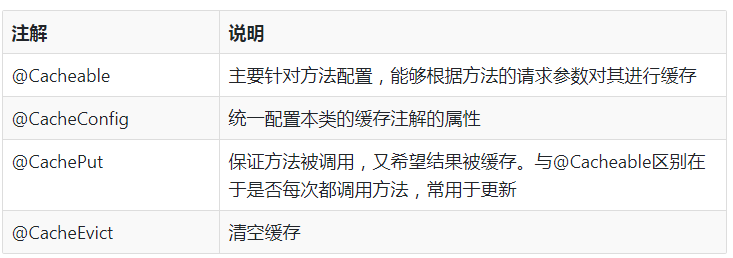 注解 说明
@Cacheable 主要针对方法配置，能够根据方法的请求参数对其进行缓存
@CacheConfig 统一配置本类的缓存注解的属性
@CachePut 保证方法被调用，又希望结果被缓存。与@Cacheable区别在
于是否每次都调用方法，常用于更新
@CacheEvict 清空缓存